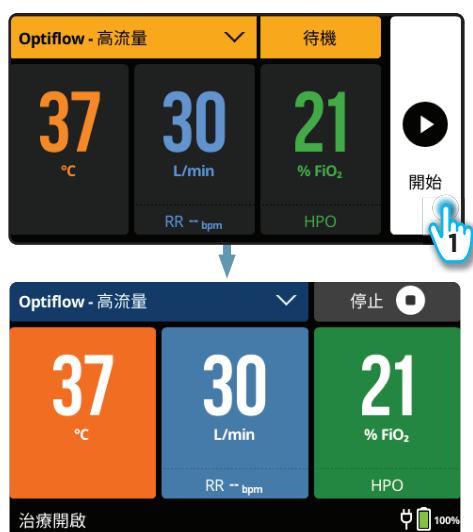 Optiflow - 高流量
待機
37
°C
30
L/min
RR -- bpm
21
% FiO₂
HPO
開始
1
Optiflow - 高流量
停止
37
°C
30
L/min
RR -- bpm
21
% FiO₂
HPO
治療開啟
100%